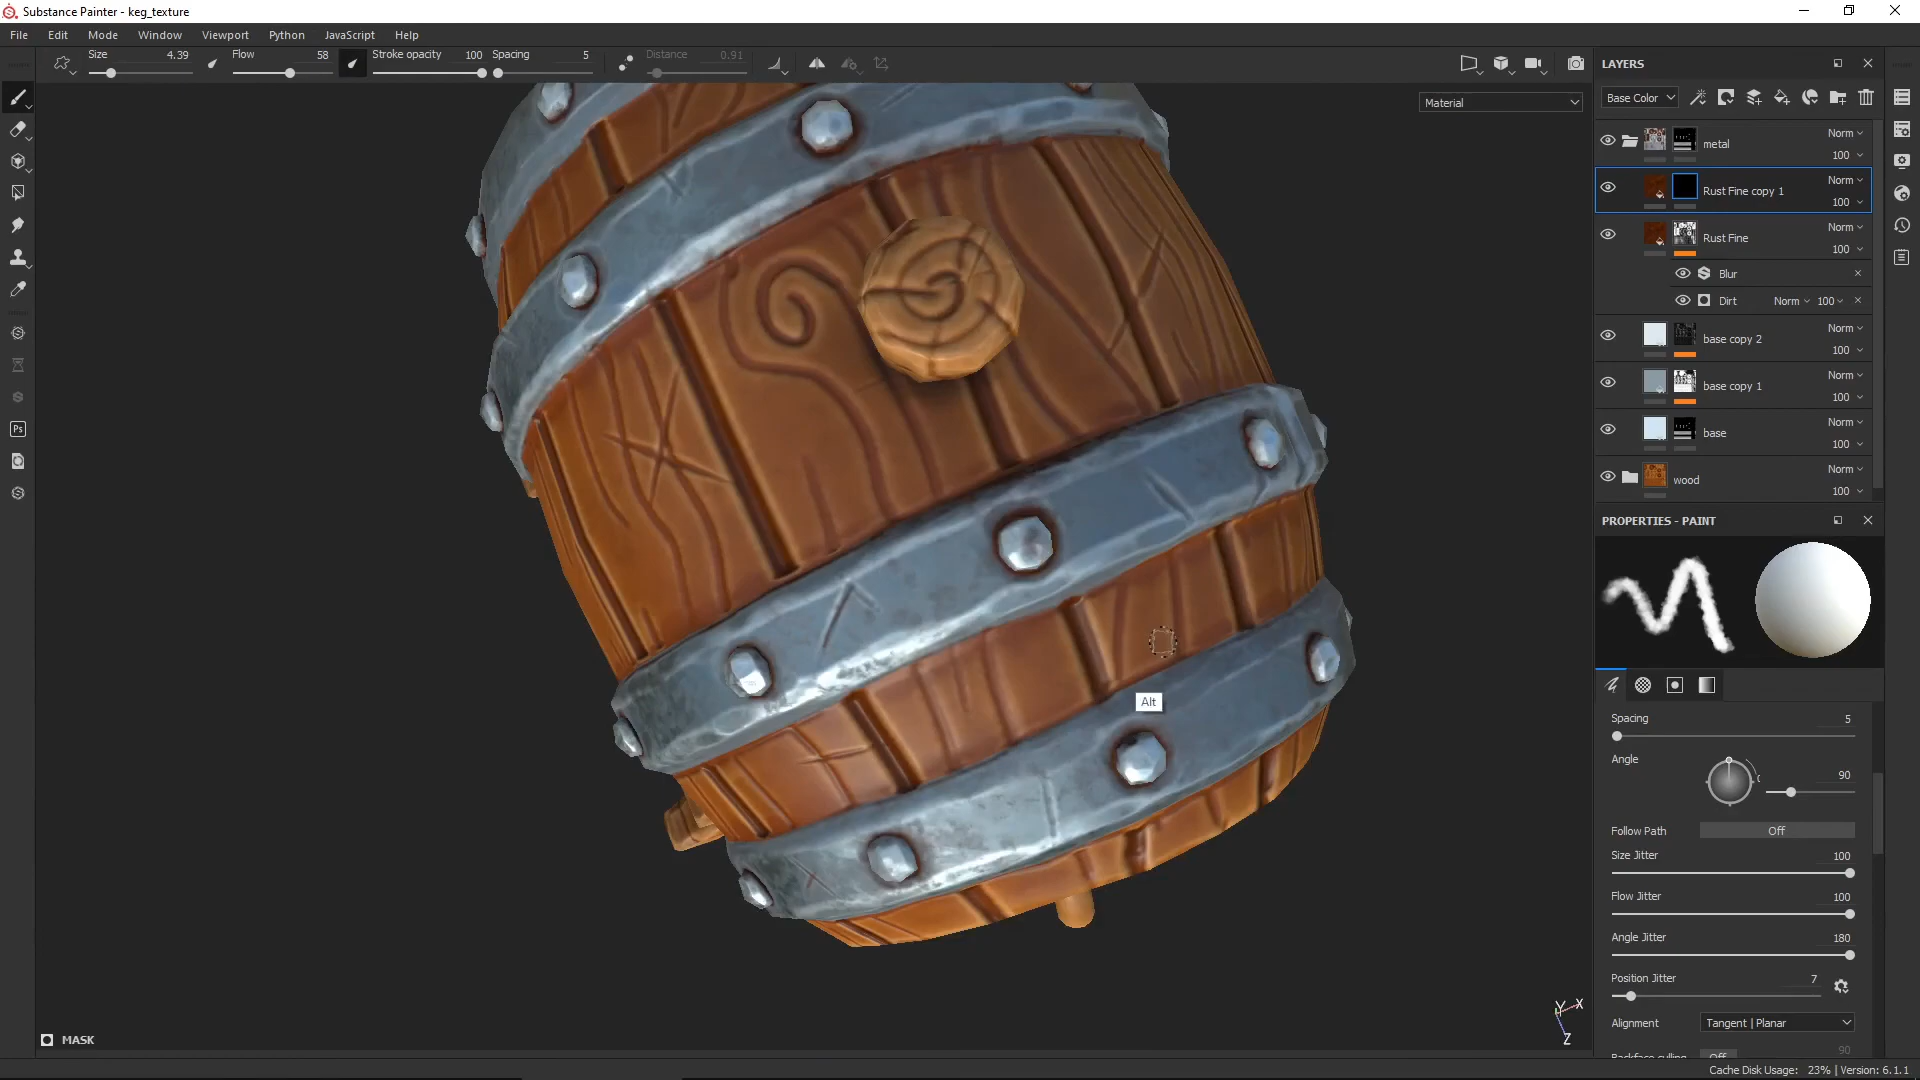 Substance Painter - keg_texture
File Edit Mode Window Viewport Python JavaScript Help
Size 4.39 Flow 58 Stroke opacity 100 Spacing 5 Distance 0.91
Material
LAYERS
Base Color
metal Norm 100
Rust Fine copy 1 Norm 100
Rust Fine Norm 100
Blur
Dirt Norm 100
base copy 2 Norm 100
base copy 1 Norm 100
base Norm 100
wood Norm 100
PROPERTIES - PAINT
Spacing 5
Angle 90
Follow Path Off
Size Jitter 100
Flow Jitter 100
Angle Jitter 180
Position Jitter 7
Alignment Tangent | Planar
Backface culling Off 90
Ps
Alt
Y X
Z
MASK
Cache Disk Usage: 23% | Version: 6.1.1